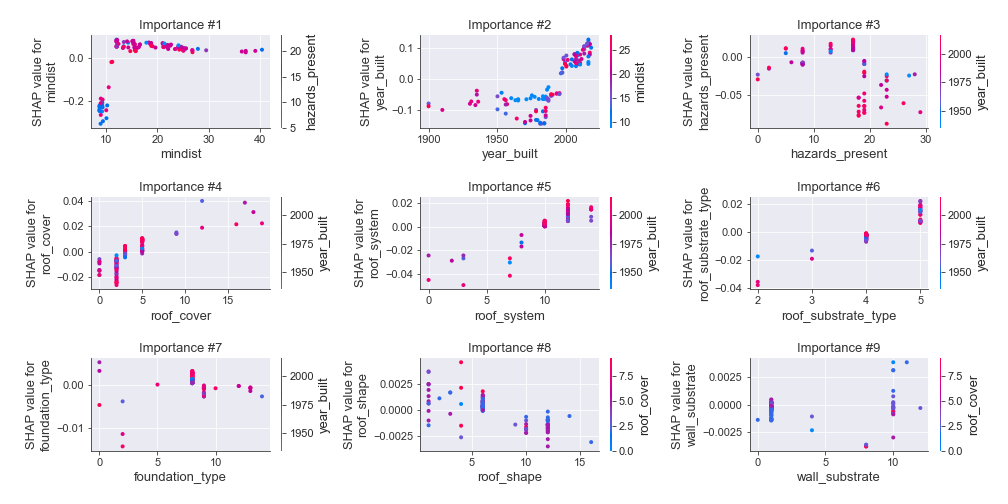 Importance #1
Importance #2
Importance #3
SHAP value for
mindist
0.0
−0.2
10
20
30
40
mindist
20
15
10
5
hazards_present
SHAP value for
year_built
0.1
0.0
−0.1
1900
1950
2000
year_built
25
20
15
10
mindist
SHAP value for
hazards_present
0.00
−0.05
0
10
20
30
hazards_present
2000
1975
1950
year_built
Importance #4
Importance #5
Importance #6
SHAP value for
roof_cover
0.04
0.02
0.00
−0.02
0
5
10
15
roof_cover
2000
1975
1950
year_built
SHAP value for
roof_system
0.02
0.00
−0.02
−0.04
0
5
10
roof_system
2000
1975
1950
year_built
SHAP value for
roof_substrate_type
0.02
0.00
−0.02
−0.04
2
3
4
5
roof_substrate_type
2000
1975
1950
year_built
Importance #7
Importance #8
Importance #9
SHAP value for
foundation_type
0.00
−0.01
0
5
10
foundation_type
2000
1975
1950
year_built
SHAP value for
roof_shape
0.0025
0.0000
−0.0025
5
10
15
roof_shape
7.5
5.0
2.5
0.0
roof_cover
SHAP value for
wall_substrate
0.0025
0.0000
−0.0025
0
5
10
wall_substrate
7.5
5.0
2.5
0.0
roof_cover